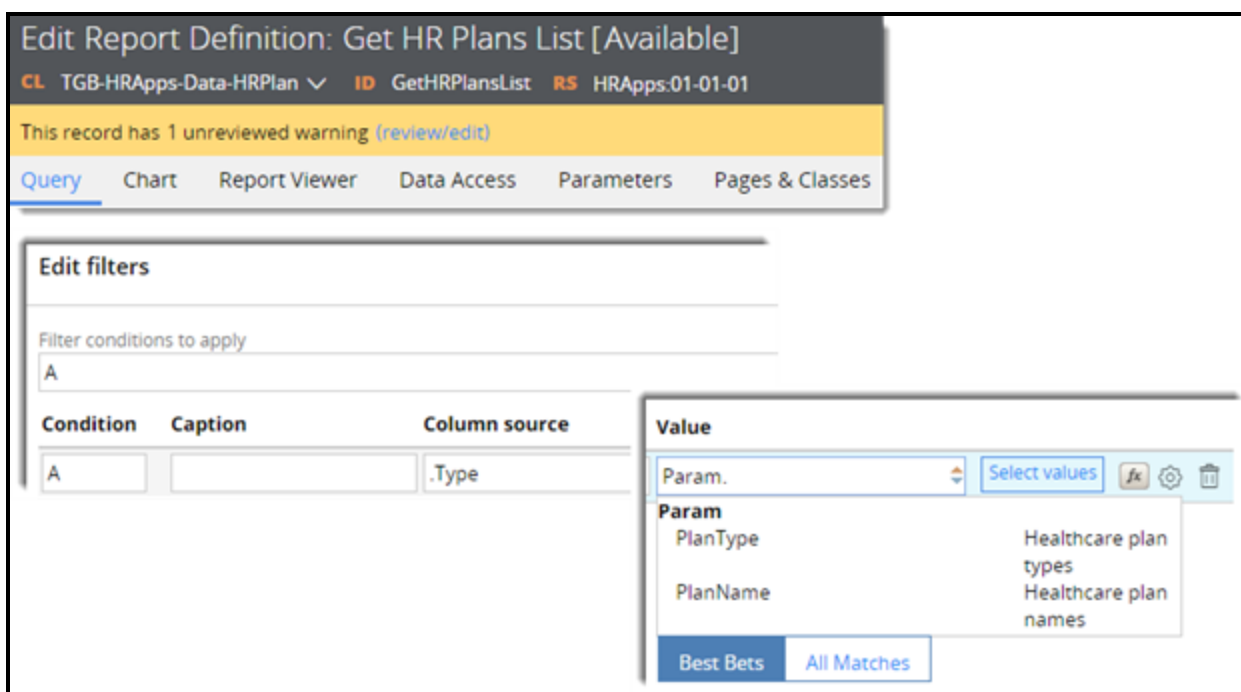 Edit Report Definition: Get HR Plans List [Available]
CL TGB-HRApps-Data-HRPlan ID GetHRPlansList RS HRApps:01-01-01
This record has 1 unreviewed warning (review/edit)
Query Chart Report Viewer Data Access Parameters Pages & Classes
Edit filters
Filter conditions to apply
A
Condition Caption Column source Value
A .Type Param. Select values fx
Param
PlanType Healthcare plan
types
PlanName Healthcare plan
names
Best Bets All Matches